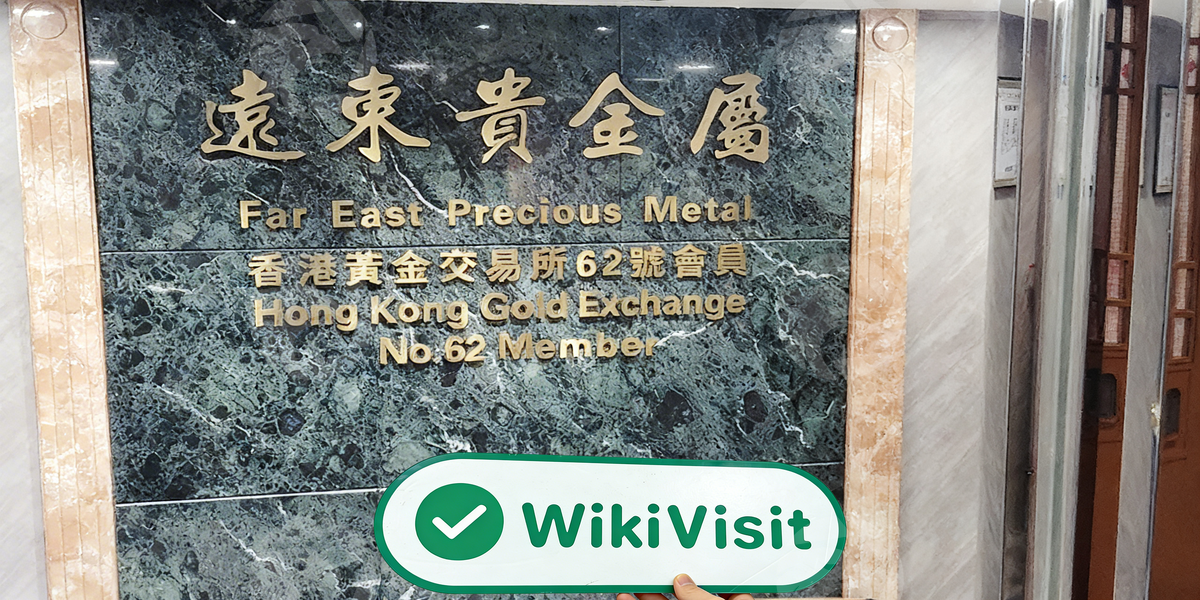 遠東貴金屬
Far East Precious Metal
香港黃金交易所62號會員
Hong Kong Gold Exchange
No.62 Member
WikiVisit